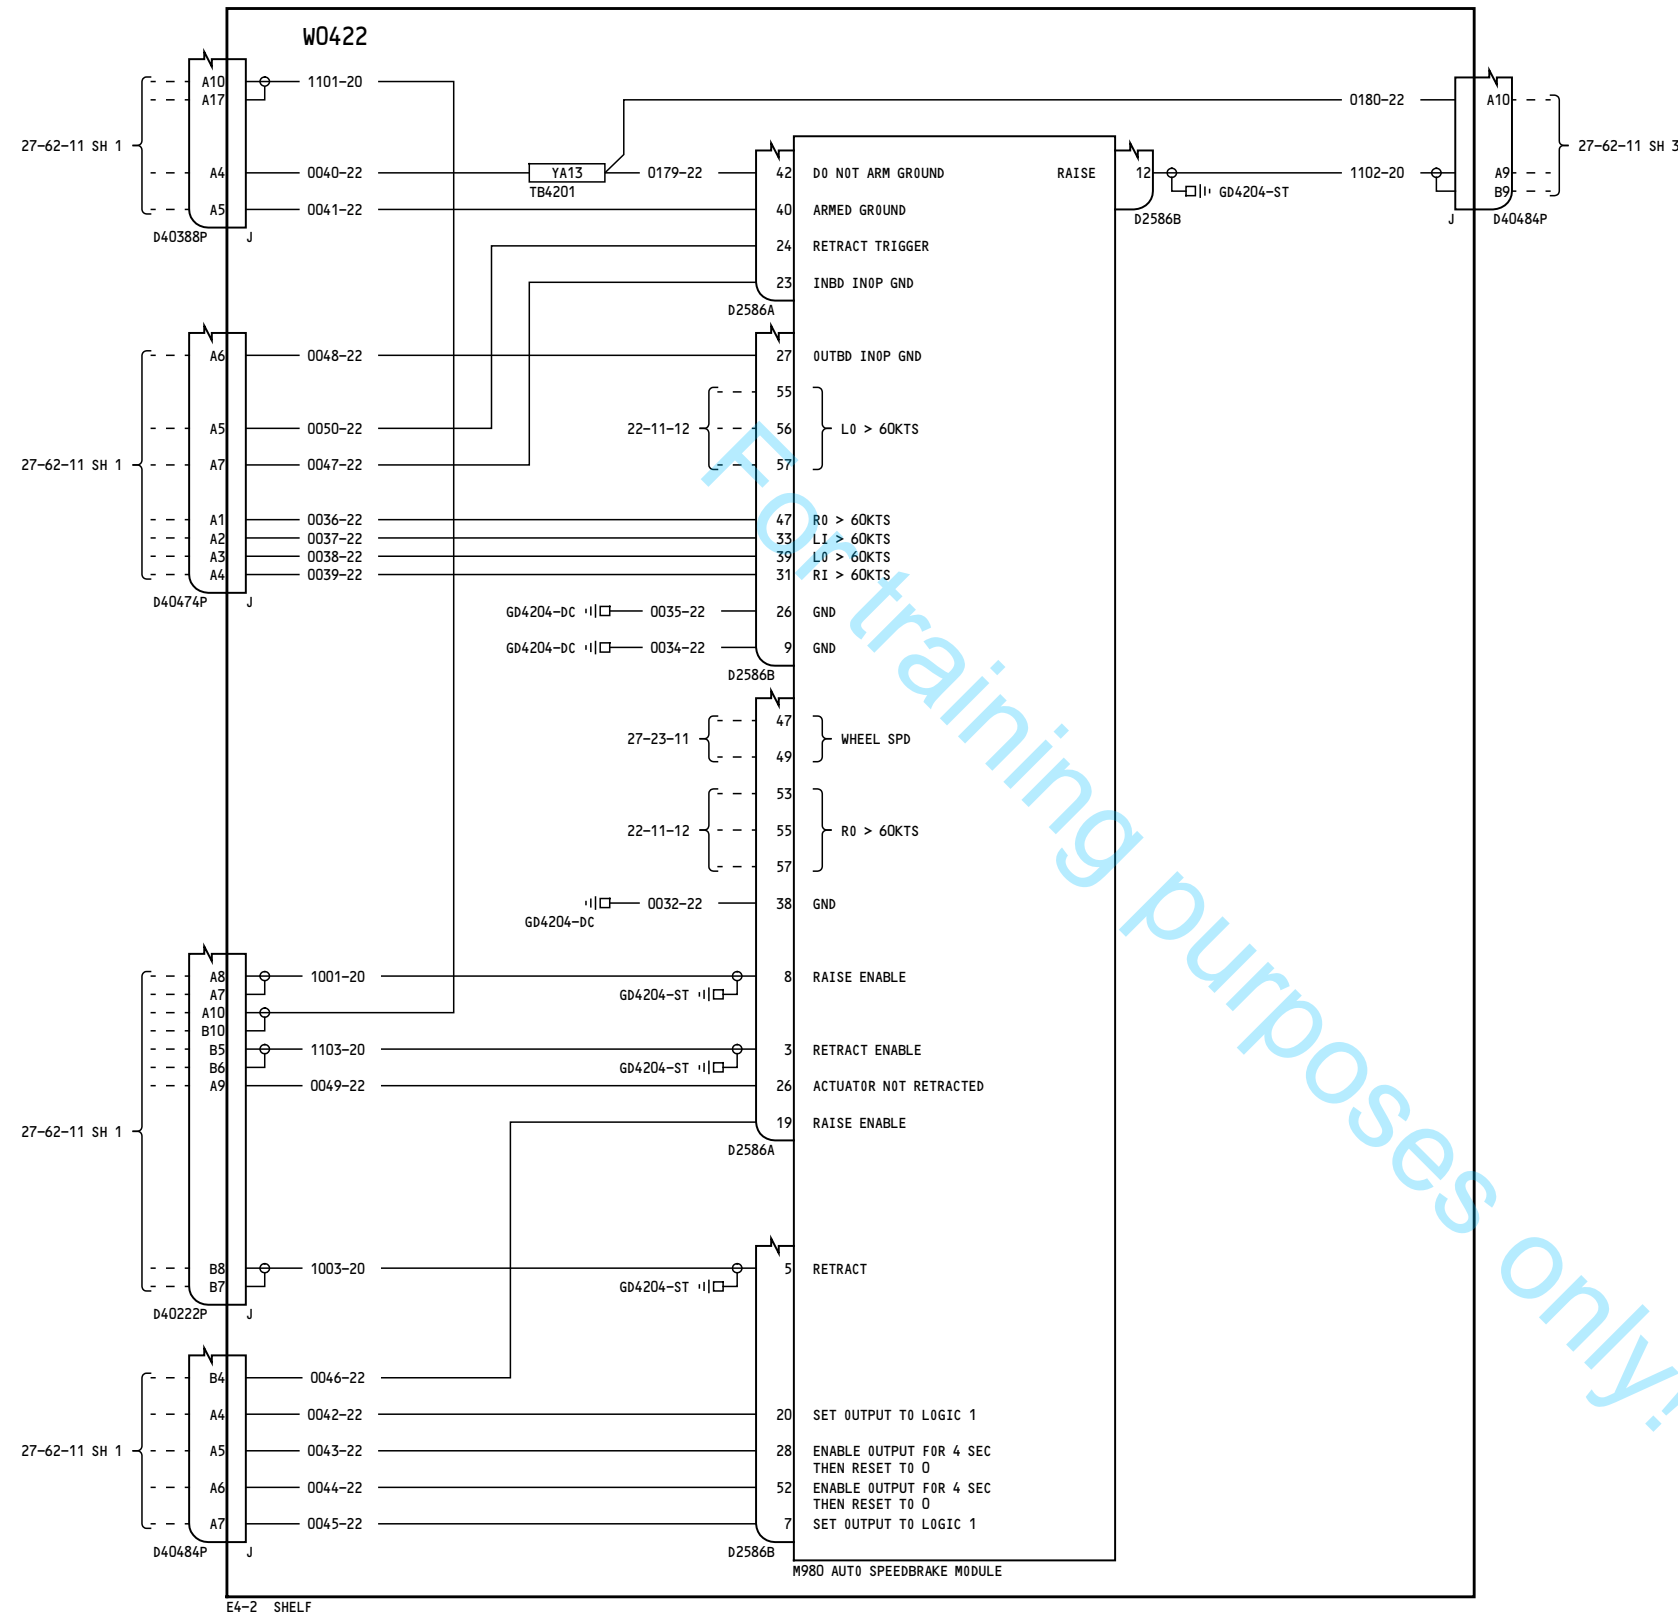 W0422
A10 1101-20
A17
0180-22 A10
27-62-11 SH 1
27-62-11 SH 3
A4 0040-22 YA13 0179-22 42 DO NOT ARM GROUND RAISE 12 1102-20 A9
TB4201
GD4204-ST B9
A5 0041-22 40 ARMED GROUND
D2586B J D40484P
D40388P J
24 RETRACT TRIGGER
23 INBD INOP GND
D2586A
A6 0048-22 27 OUTBD INOP GND
55
A5 0050-22 22-11-12 56 LO > 60KTS
27-62-11 SH 1 A7 0047-22 57
A1 0036-22 47 RO > 60KTS
A2 0037-22 33 LI > 60KTS
A3 0038-22 39 LO > 60KTS
A4 0039-22 31 RI > 60KTS
D40474P J
GD4204-DC 0035-22 26 GND
GD4204-DC 0034-22 9 GND
D2586B
47
27-23-11 WHEEL SPD
49
53
22-11-12 55 RO > 60KTS
57
0032-22 38 GND
GD4204-DC
A8 1001-20 8 RAISE ENABLE
A7 GD4204-ST
A10
B10
B5 1103-20 3 RETRACT ENABLE
B6 GD4204-ST
A9 0049-22 26 ACTUATOR NOT RETRACTED
27-62-11 SH 1
19 RAISE ENABLE
D2586A
B8 1003-20 5 RETRACT
B7 GD4204-ST
D40222P J
B4 0046-22
A4 0042-22 20 SET OUTPUT TO LOGIC 1
27-62-11 SH 1 A5 0043-22 28 ENABLE OUTPUT FOR 4 SEC
THEN RESET TO 0
A6 0044-22 52 ENABLE OUTPUT FOR 4 SEC
THEN RESET TO 0
A7 0045-22 7 SET OUTPUT TO LOGIC 1
D40484P J D2586B
M980 AUTO SPEEDBRAKE MODULE
E4-2 SHELF
For training purposes only!